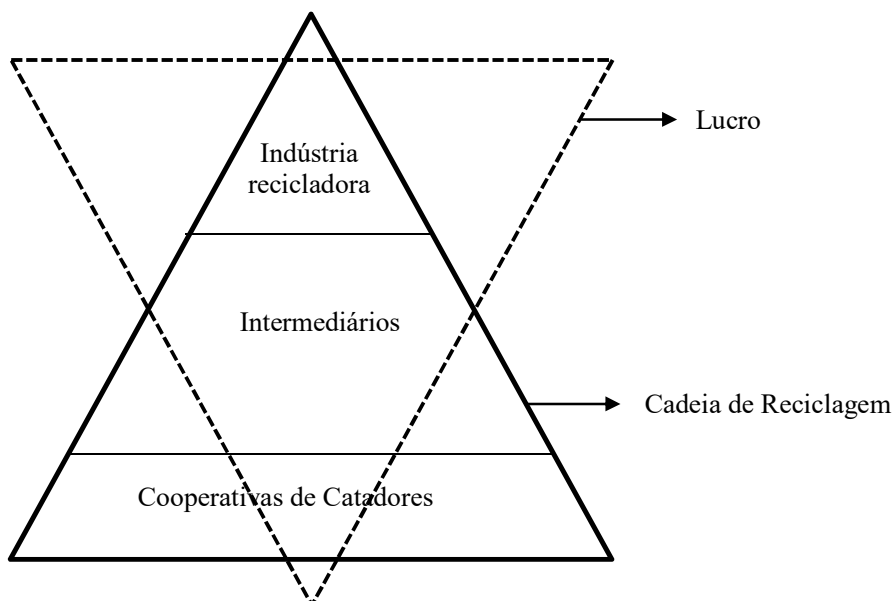 Lucro
Indústria
recicladora
Intermediários
Cadeia de Reciclagem
Cooperativas de Catadores